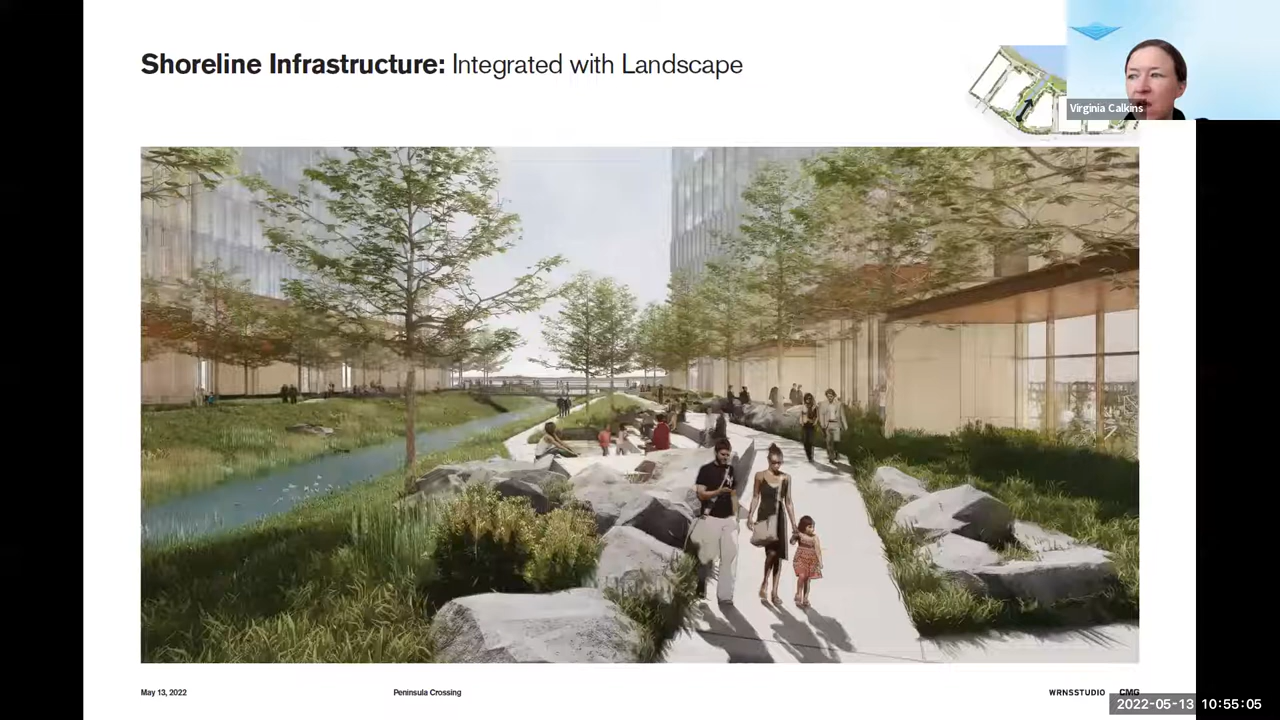 Shoreline Infrastructure: Integrated with Landscape
Virginia Calkins
May 13, 2022
Peninsula Crossing
WRNSSTUDIO
CMG
2022-05-13 10:55:05